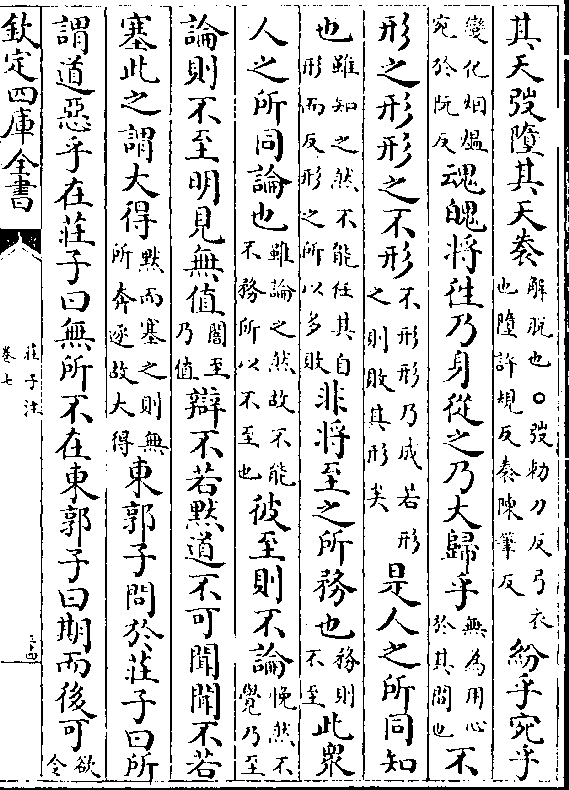 其天弢墮其天袠解脫也○弢勅刀反弓衣也墮許規反袠陳筆反紛乎宛乎
變化烟熅宛於阮反魂魄將往乃身從之乃大歸乎無為用心於其間也不
形之形形之不形不形形乃成若形之則敗其形矣是人之所同知
也雖知之然不能任其自形而反形之所以多敗非將至之所務也務則不至此衆
人之所同論也雖論之然故不能不務所以不至也彼至則不論悗然不覺乃至
論則不至明見無值闇至乃值辯不若黙道不可聞聞不若
塞此之謂大得黙而塞之則無所奔逐故大得東郭子問於莊子曰所
謂道惡乎在莊子曰無所不在東郭子曰期而後可欲令
欽定四庫全書
莊子注
卷七
三四